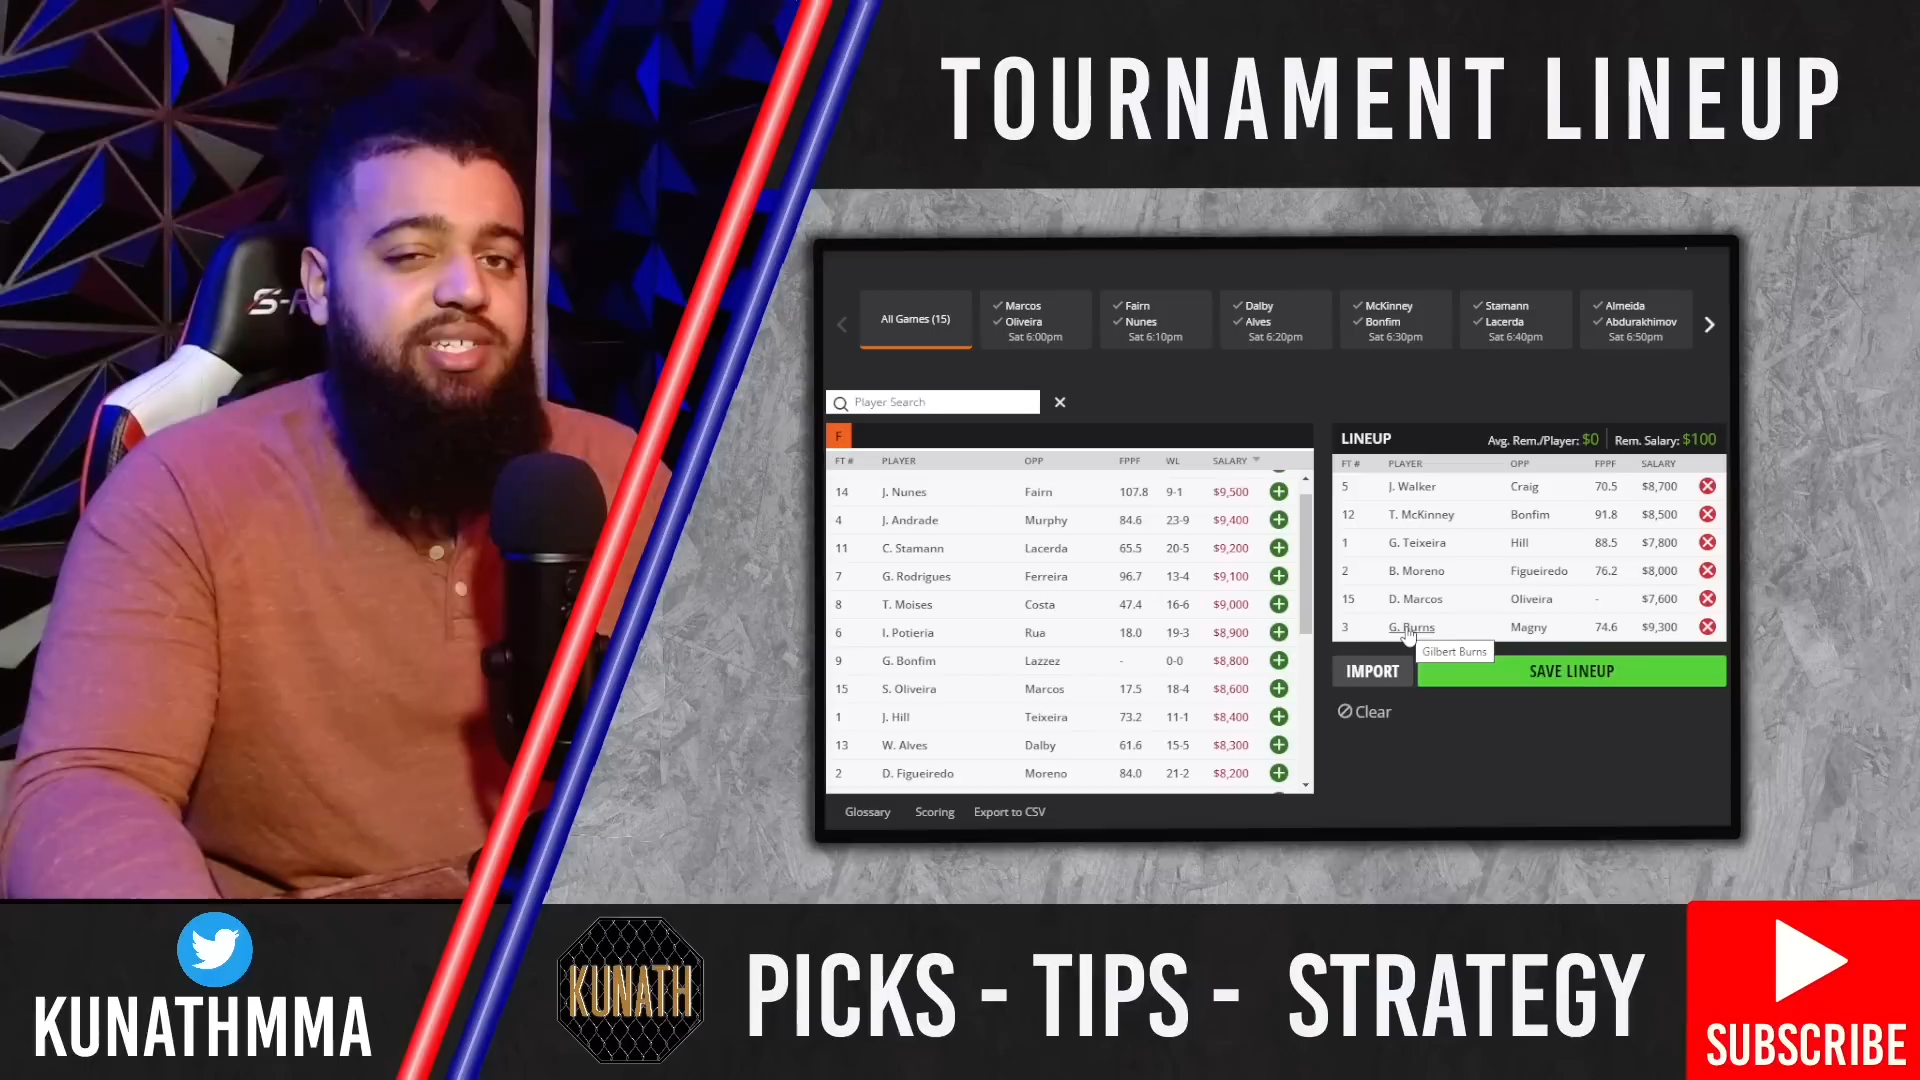 TOURNAMENT LINEUP
S-R
All Games (15)
Marcos
Oliveira
Sat 6:00pm
Fairn
Nunes
Sat 6:10pm
Dalby
Alves
Sat 6:20pm
McKinney
Bonfim
Sat 6:30pm
Stamann
Lacerda
Sat 6:40pm
Almeida
Abdurakhimov
Sat 6:50pm
Player Search
F
FT # PLAYER OPP FPPF WL SALARY
14 J. Nunes Fairn 107.8 9-1 $9,500
4 J. Andrade Murphy 84.6 23-9 $9,400
11 C. Stamann Lacerda 65.5 20-5 $9,200
7 G. Rodrigues Ferreira 96.7 13-4 $9,100
8 T. Moises Costa 47.4 16-6 $9,000
6 I. Potieria Rua 18.0 19-3 $8,900
9 G. Bonfim Lazzez - 0-0 $8,800
15 S. Oliveira Marcos 17.5 18-4 $8,600
1 J. Hill Teixeira 73.2 11-1 $8,400
13 W. Alves Dalby 61.6 15-5 $8,300
2 D. Figueiredo Moreno 84.0 21-2 $8,200
Glossary Scoring Export to CSV
LINEUP Avg. Rem./Player: $0 Rem. Salary: $100
FT # PLAYER OPP FPPF SALARY
5 J. Walker Craig 70.5 $8,700
12 T. McKinney Bonfim 91.8 $8,500
1 G. Teixeira Hill 88.5 $7,800
2 B. Moreno Figueiredo 76.2 $8,000
15 D. Marcos Oliveira - $7,600
3 G. Burns Magny 74.6 $9,300
Gilbert Burns
IMPORT SAVE LINEUP
Clear
KUNATHMMA
KUNATH
PICKS - TIPS - STRATEGY
SUBSCRIBE